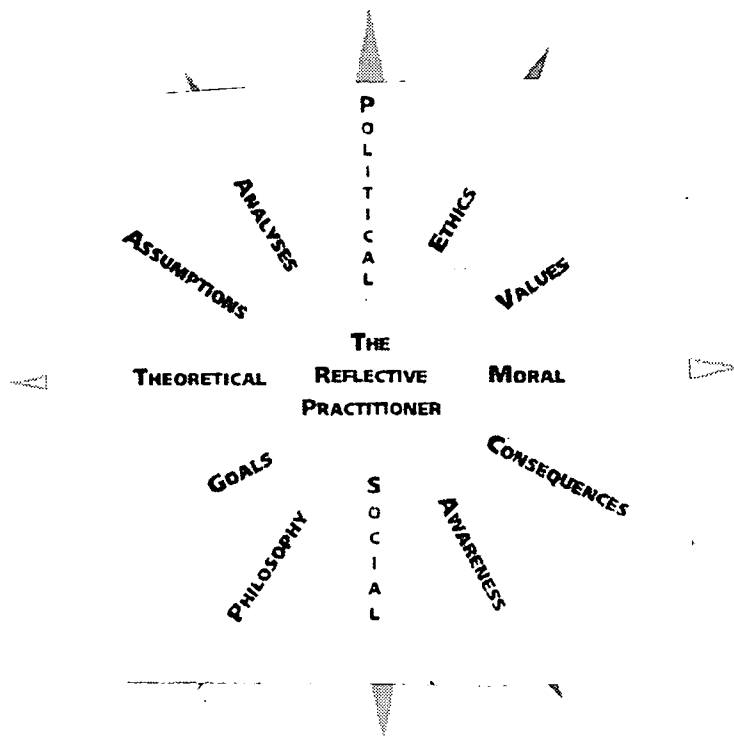 POLITICAL
ANALYSES
ETHICS
ASSUMPTIONS
VALUES
THE
REFLECTIVE
PRACTITIONER
THEORETICAL
MORAL
GOALS
CONSEQUENCES
SOCIAL
PHILOSOPHY
AWARENESS